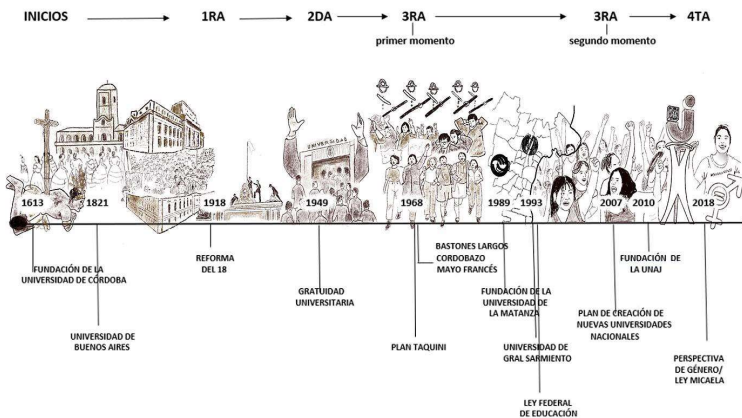 INICIOS
1RA
2DA
3RA
primer momento
3RA
segundo momento
4TA
1613
1821
1918
1949
1968
1989
1993
2007
2010
2018
FUNDACIÓN DE LA
UNIVERSIDAD DE CÓRDOBA
UNIVERSIDAD DE
BUENOS AIRES
REFORMA
DEL 18
GRATUIDAD
UNIVERSITARIA
BASTONES LARGOS
CORDOBAZO
MAYO FRANCÉS
PLAN TAQUINI
FUNDACIÓN DE LA
UNIVERSIDAD DE
LA MATANZA
UNIVERSIDAD DE
GRAL SARMIENTO
LEY FEDERAL
DE EDUCACIÓN
PLAN DE CREACIÓN DE
NUEVAS UNIVERSIDADES
NACIONALES
FUNDACIÓN DE
LA UNAJ
PERSPECTIVA
DE GÉNERO/
LEY MICAELA